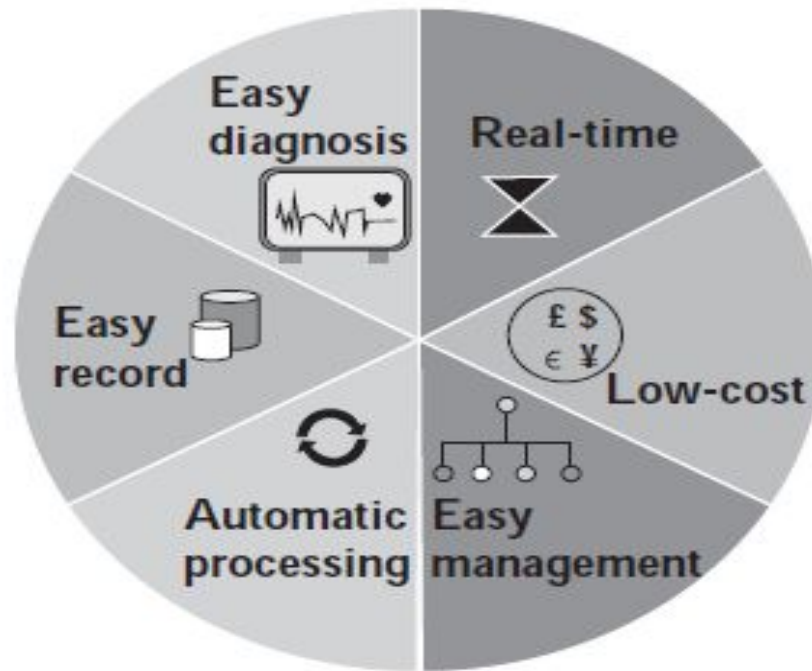 Easy
diagnosis
Real-time
Easy
record
£ $
€ ¥
Low-cost
Automatic
processing
Easy
management